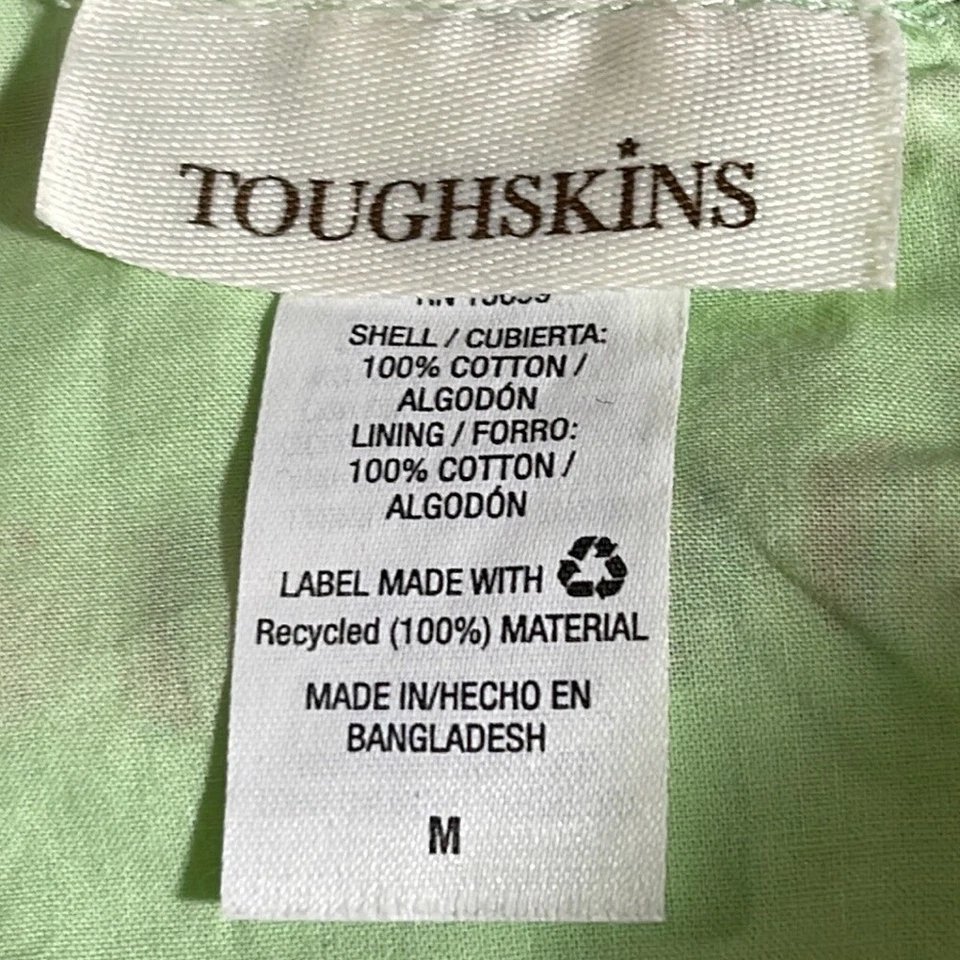 TOUGHSKINS
SHELL / CUBIERTA:
100% COTTON /
ALGODÓN
LINING / FORRO:
100% COTTON /
ALGODÓN
LABEL MADE WITH
Recycled (100%) MATERIAL
MADE IN/HECHO EN
BANGLADESH
M